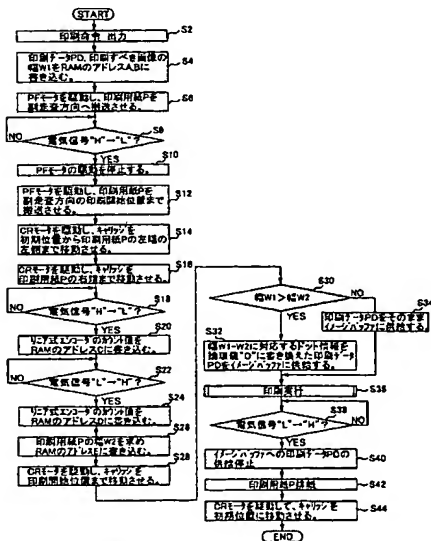 START
S2
印刷命令 出力
S4
印刷データPD, 印刷すべき画像の
幅W1をRAMのアドレスA,Bに
書き込む。
S6
PFモータを駆動し、印刷用紙Pを
副走査方向へ搬送させる。
S8
NO
電気信号"H"→"L"?
YES
S10
PFモータの駆動を停止する。
S12
PFモータを駆動し、印刷用紙Pを
副走査方向の印刷開始位置まで
搬送させる。
S14
CRモータを駆動し、キャリッジを
初期位置から印刷用紙Pの左端の
左側まで移動させる。
S16
CRモータを駆動し、キャリッジを
印刷用紙Pの右端まで移動させる。
S18
NO
電気信号"H"→"L"?
YES
S20
リニア式エンコーダのカウント値を
RAMのアドレスCに書き込む。
S22
NO
電気信号"L"→"H"?
YES
S24
リニア式エンコーダのカウント値を
RAMのアドレスDに書き込む。
S26
印刷用紙Pの幅W2を求め
RAMのアドレスEに書き込む。
S28
CRモータを駆動し、キャリッジを
印刷開始位置まで移動させる。
S30
幅W1>幅W2
NO
YES
S34
印刷データPDをそのまま
イメージバッファに供給する。
S32
幅W1-W2に対応するドット情報を
論理値"0"に書き換えた印刷データ
PDをイメージバッファに供給する。
S36
印刷実行
S38
NO
電気信号"L"→"H"?
YES
S40
イメージバッファへの印刷データPDの
供給停止
S42
印刷用紙P排紙
S44
CRモータを駆動して、キャリッジを
初期位置に移動させる。
END